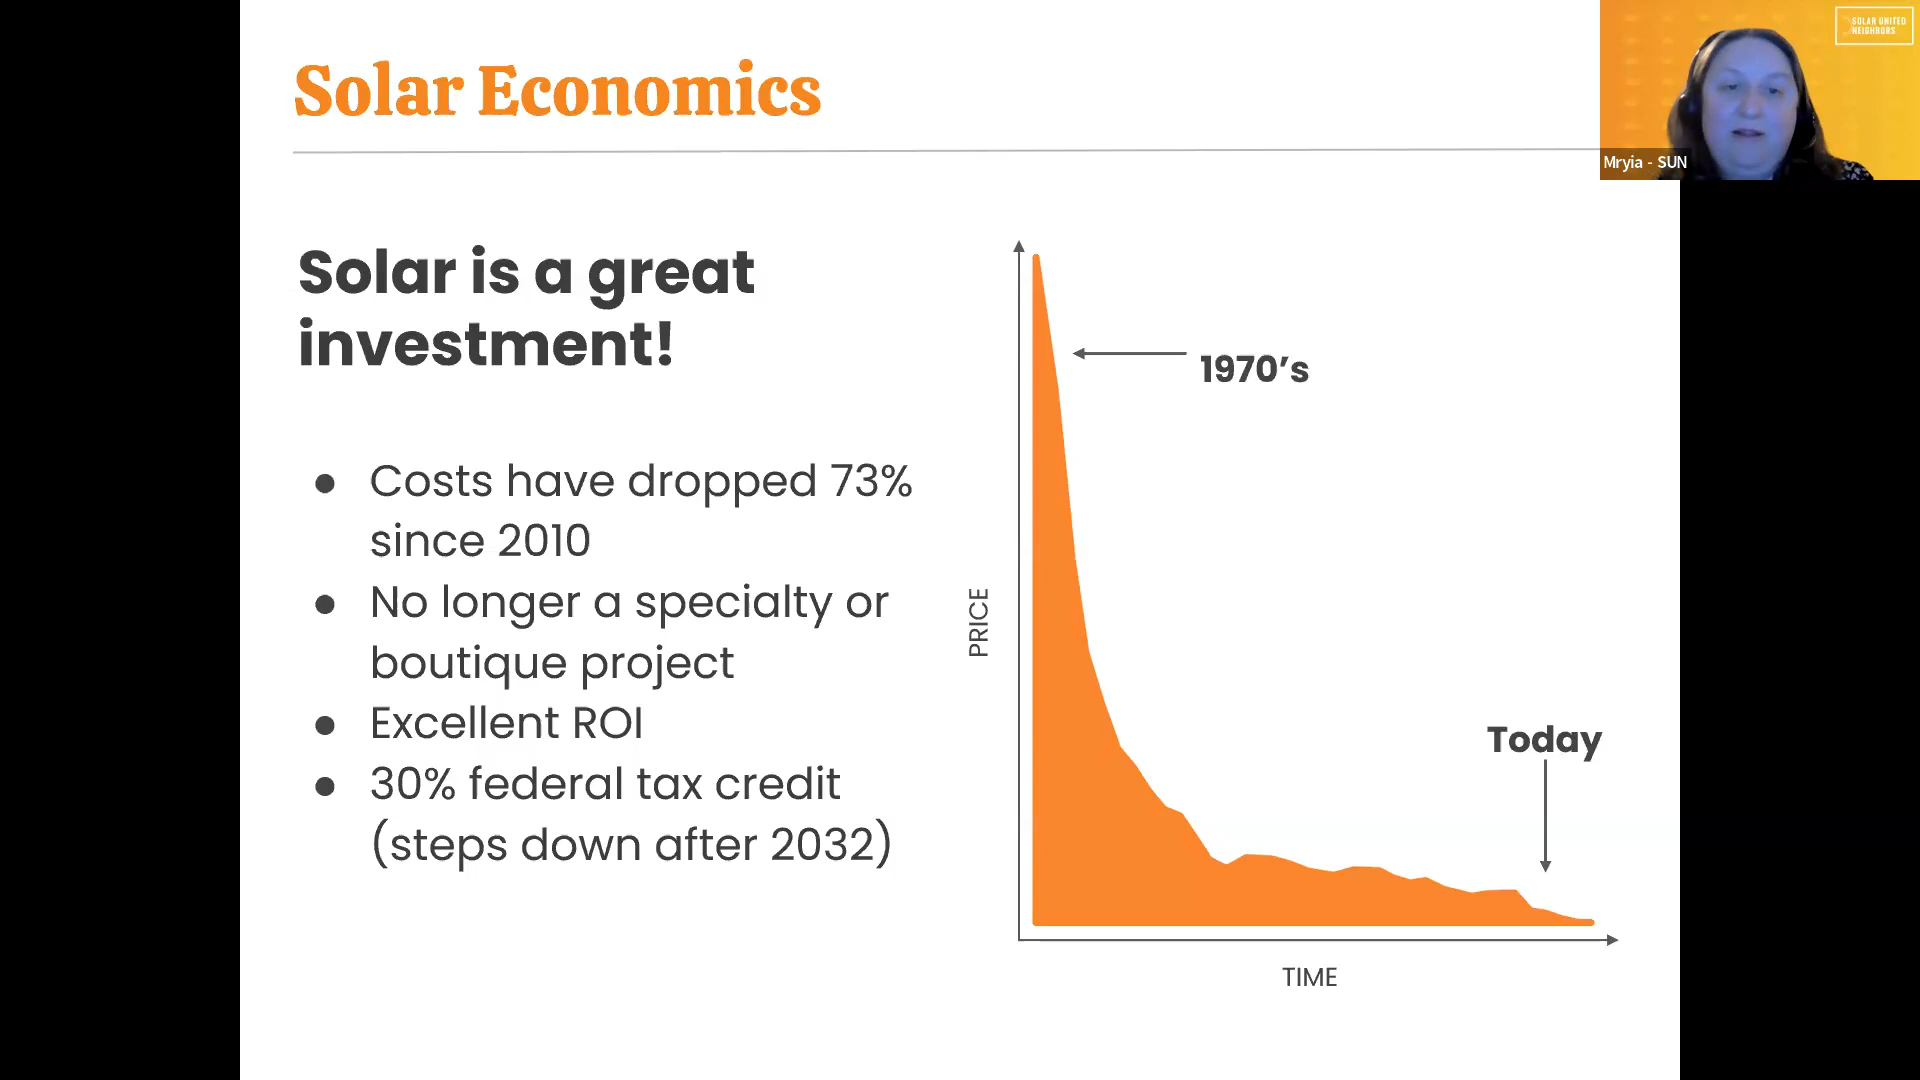 Solar Economics
SOLAR UNITED
NEIGHBORS
Mryia - SUN
Solar is a great
investment!
● Costs have dropped 73%
since 2010
● No longer a specialty or
boutique project
● Excellent ROI
● 30% federal tax credit
(steps down after 2032)
1970’s
PRICE
Today
TIME